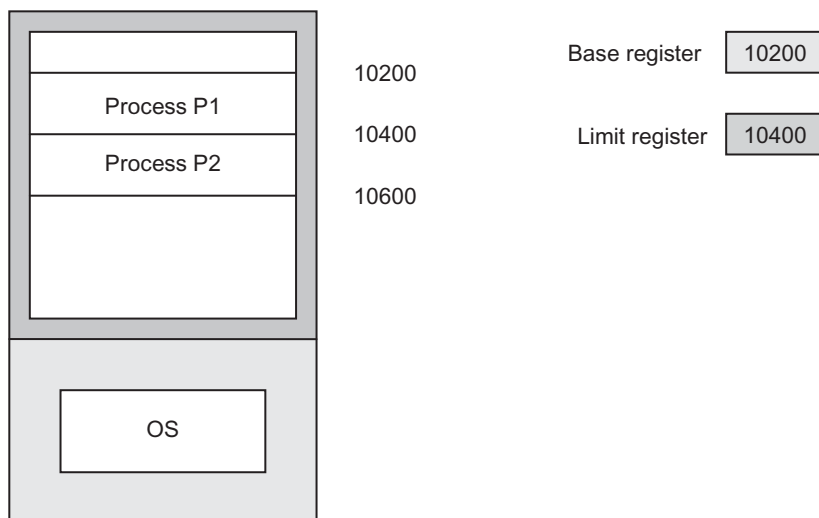 10200
Process P1
10400
Process P2
10600
OS
Base register 10200
Limit register 10400